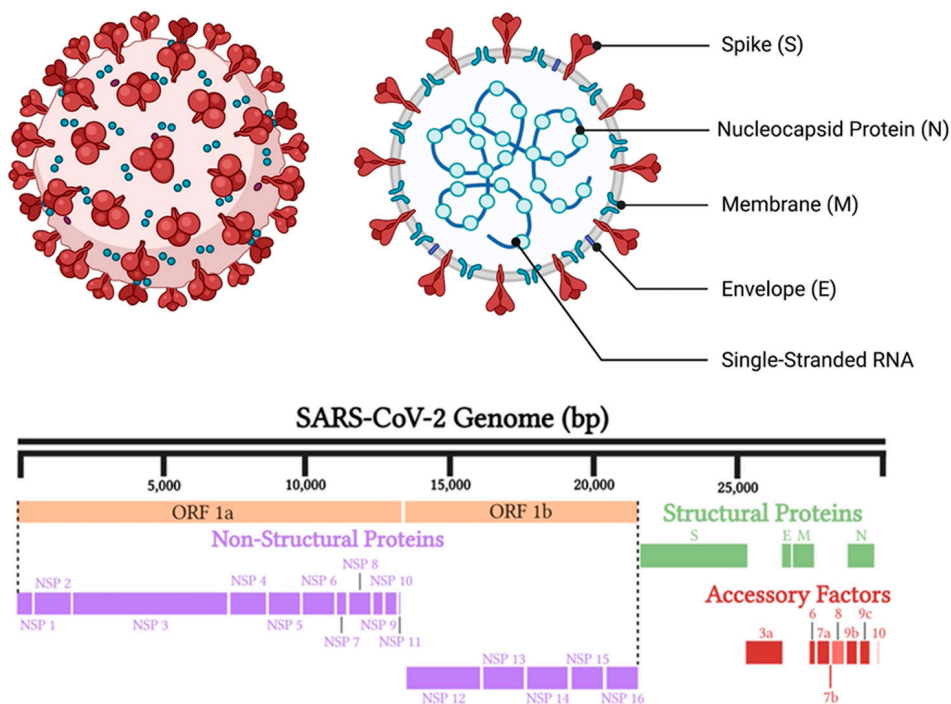 Spike (S)
Nucleocapsid Protein (N)
Membrane (M)
Envelope (E)
Single-Stranded RNA
SARS-CoV-2 Genome (bp)
5,000 10,000 15,000 20,000 25,000
ORF 1a ORF 1b
Structural Proteins
S E M N
Non-Structural Proteins
NSP 8
NSP 2 NSP 4 NSP 6 NSP 10
NSP 1 NSP 3 NSP 5 NSP 9
NSP 7 NSP 11
Accessory Factors
6 8 9c
3a 7a 9b 10
7b
NSP 13 NSP 15
NSP 12 NSP 14 NSP 16